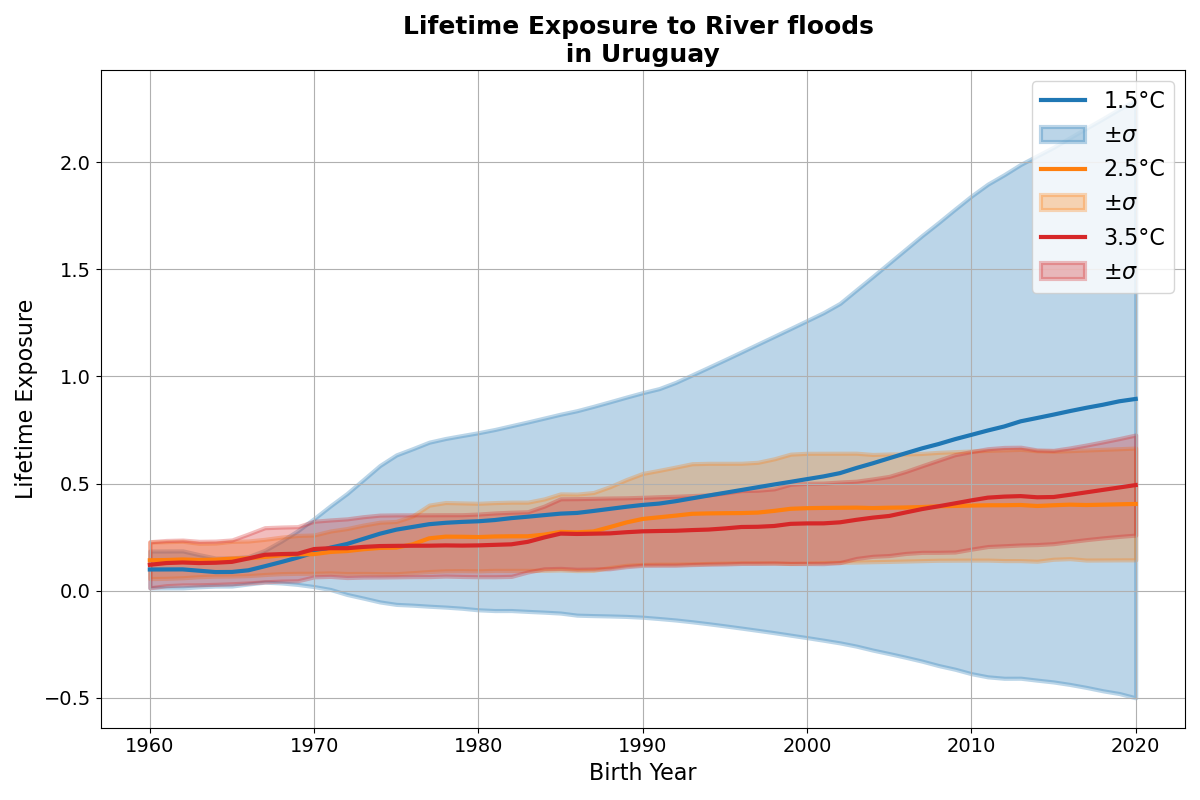 Lifetime Exposure to River floods
in Uruguay
Lifetime Exposure
2.0
1.5
1.0
0.5
0.0
−0.5
1960
1970
1980
1990
2000
2010
2020
Birth Year
1.5°C
±σ
2.5°C
±σ
3.5°C
±σ